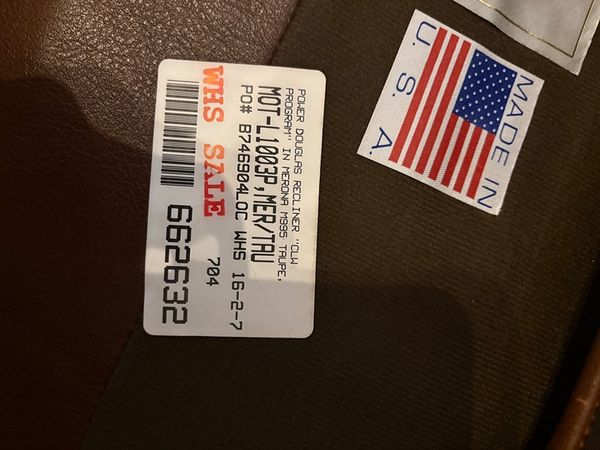 POWER DOUGLAS RECLINER "CLW
PROGRAM" IN MERONA M995 TAUPE,
MOT-L1003P,MER/TAU
PO# B746904LOC WHS 16-2-7
WHS SALE 704
662632
MADE IN
U. S. A.